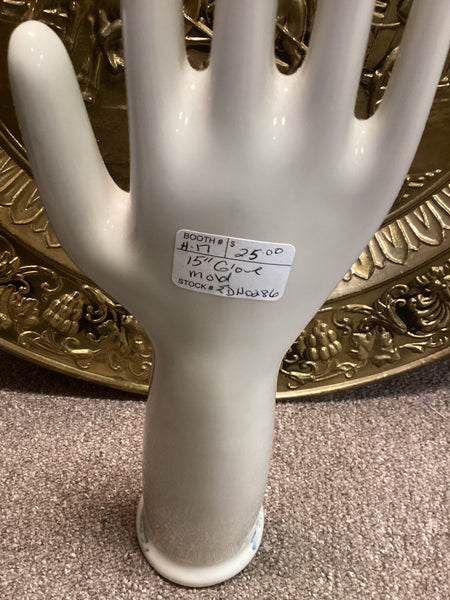 BOOTH # $
H-17 25.00
15" Glove
mold
STOCK #